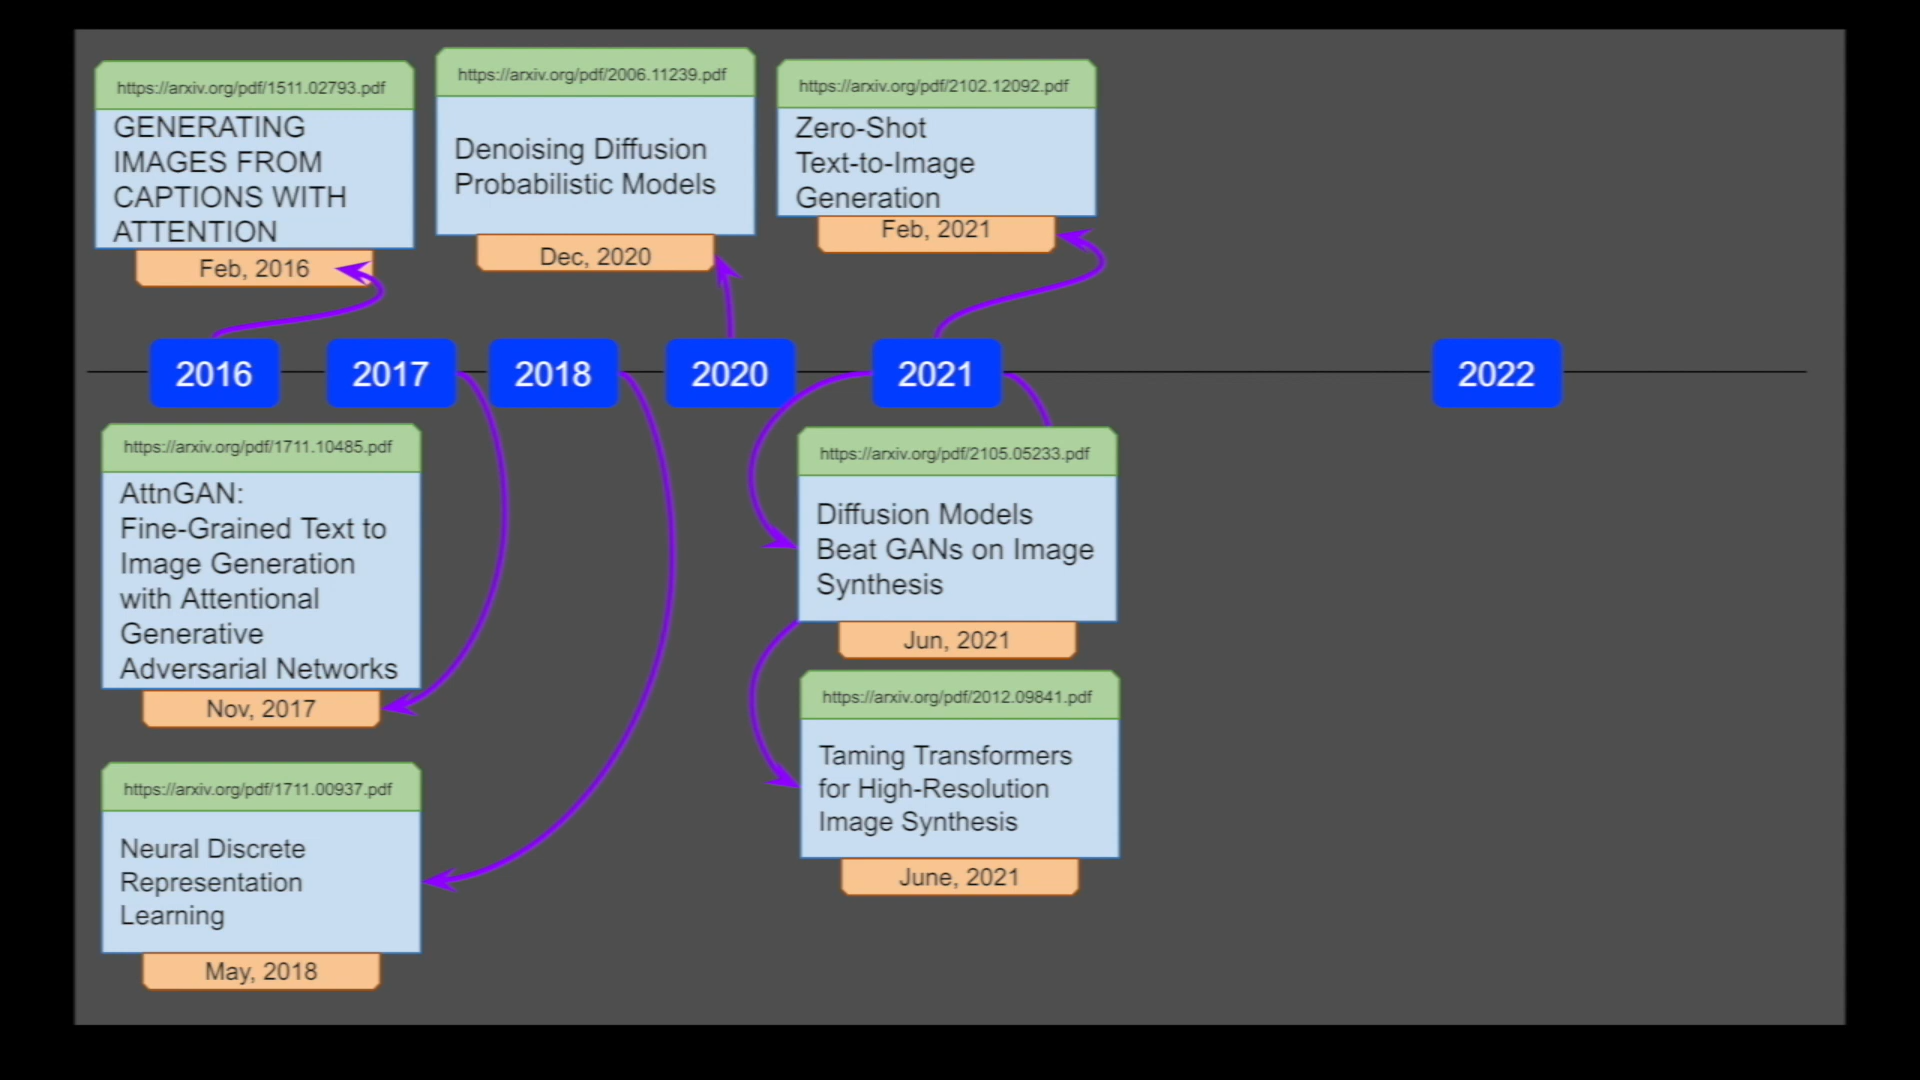 https://arxiv.org/pdf/1511.02793.pdf
GENERATING
IMAGES FROM
CAPTIONS WITH
ATTENTION
Feb, 2016
https://arxiv.org/pdf/2006.11239.pdf
Denoising Diffusion
Probabilistic Models
Dec, 2020
https://arxiv.org/pdf/2102.12092.pdf
Zero-Shot
Text-to-Image
Generation
Feb, 2021
2016
2017
2018
2020
2021
2022
https://arxiv.org/pdf/1711.10485.pdf
AttnGAN:
Fine-Grained Text to
Image Generation
with Attentional
Generative
Adversarial Networks
Nov, 2017
https://arxiv.org/pdf/1711.00937.pdf
Neural Discrete
Representation
Learning
May, 2018
https://arxiv.org/pdf/2105.05233.pdf
Diffusion Models
Beat GANs on Image
Synthesis
Jun, 2021
https://arxiv.org/pdf/2012.09841.pdf
Taming Transformers
for High-Resolution
Image Synthesis
June, 2021